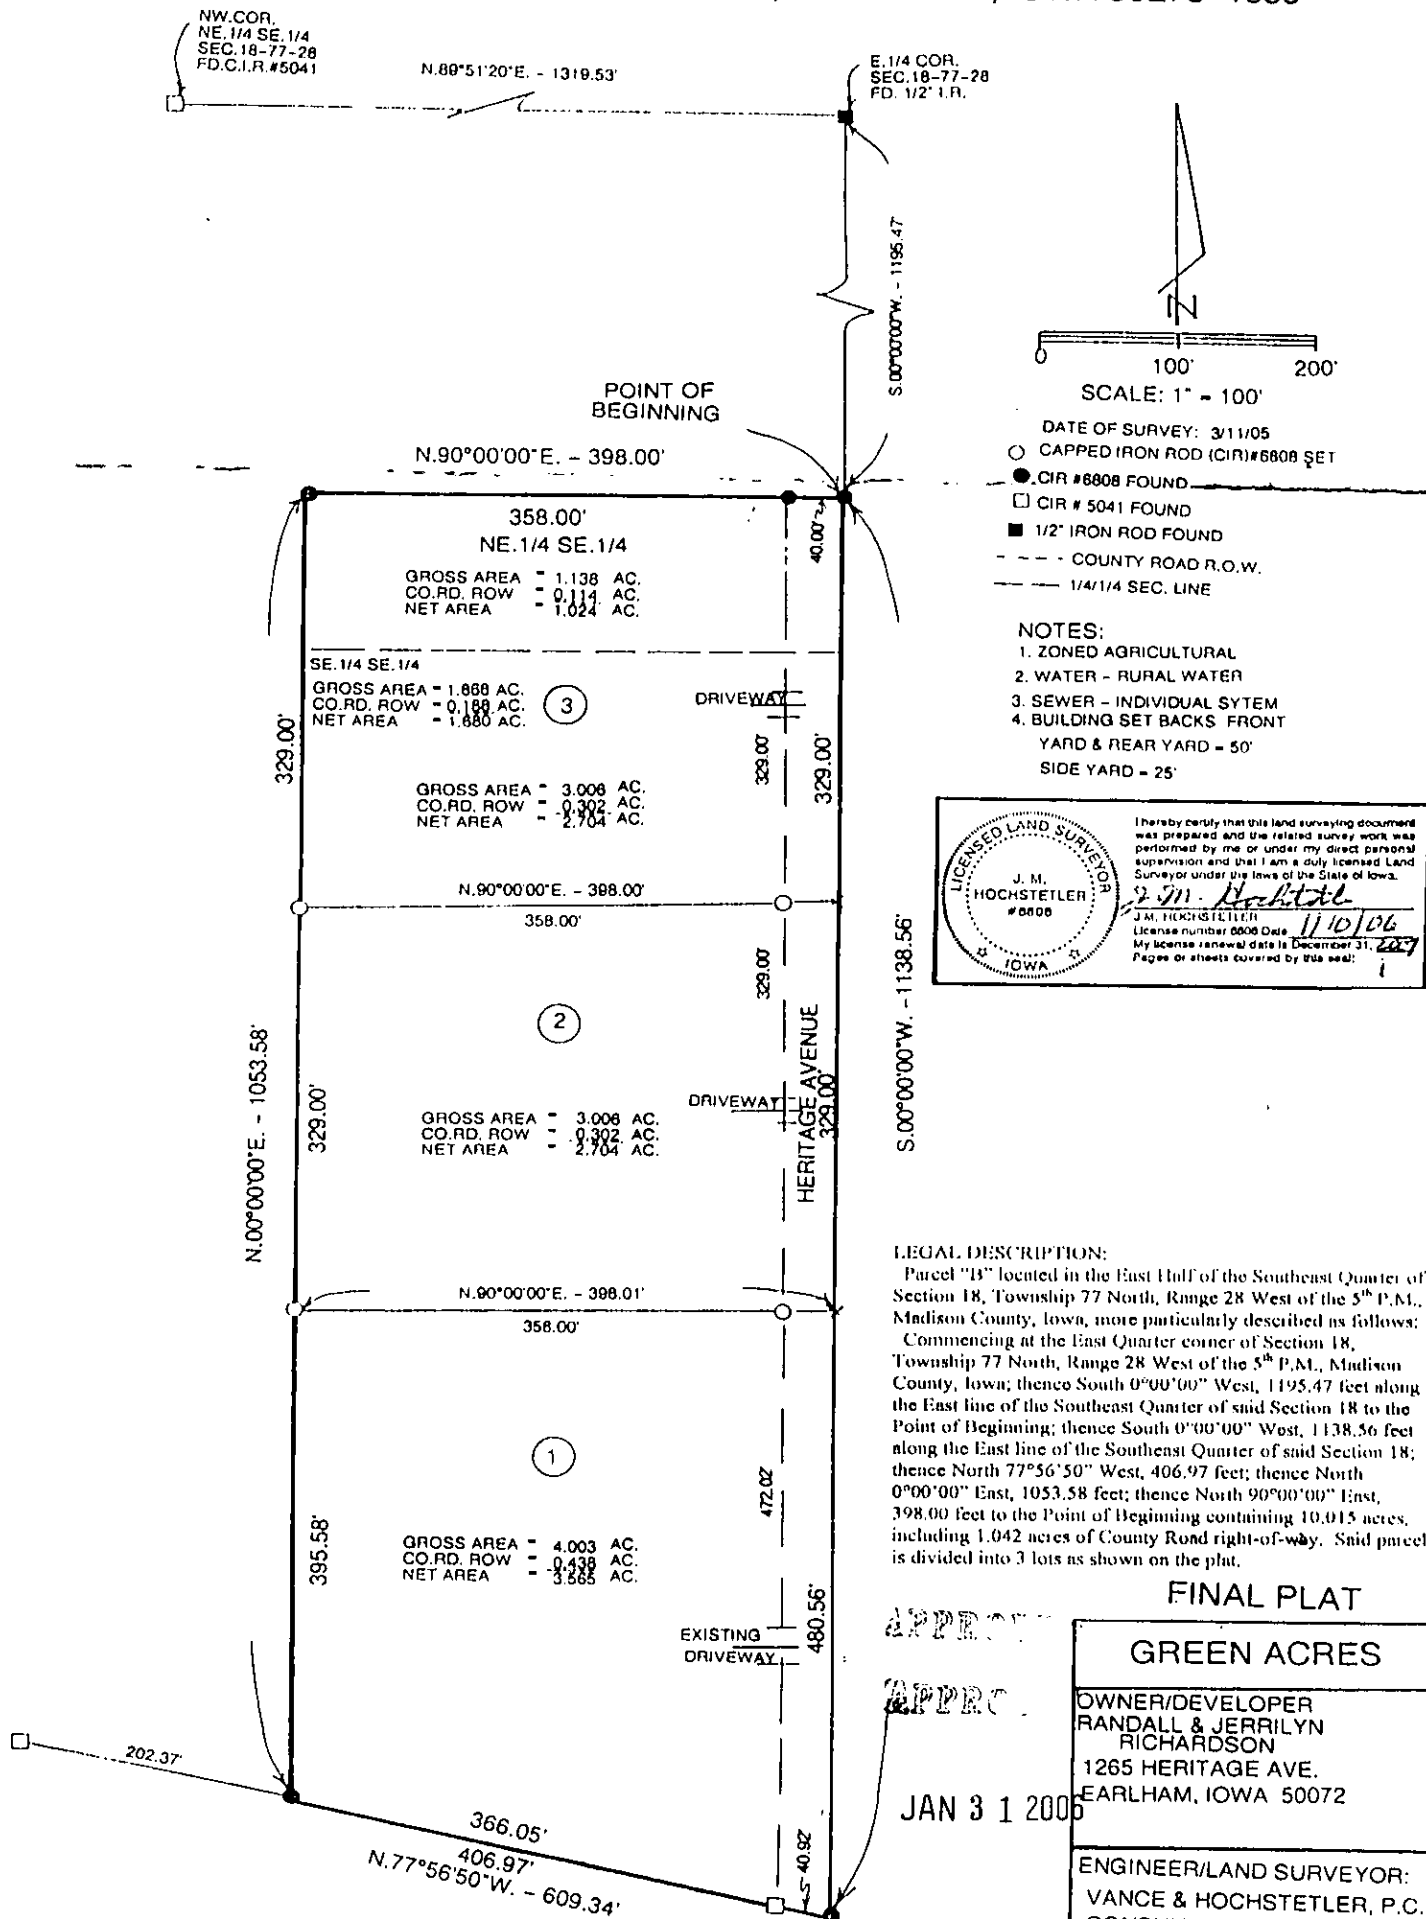 NW.COR.
NE.1/4 SE.1/4
SEC.18-77-28
FD.C.I.R.#5041
N.89°51'20"E. - 1319.53'
E.1/4 COR.
SEC.18-77-28
FD. 1/2" I.R.
S.00°00'00"W. - 1195.47'
N
0 100' 200'
SCALE: 1" = 100'
DATE OF SURVEY: 3/11/05
CAPPED IRON ROD (CIR)#6808 SET
CIR #6808 FOUND
CIR # 5041 FOUND
1/2" IRON ROD FOUND
COUNTY ROAD R.O.W.
1/4/1/4 SEC. LINE
NOTES:
1. ZONED AGRICULTURAL
2. WATER - RURAL WATER
3. SEWER - INDIVIDUAL SYTEM
4. BUILDING SET BACKS FRONT
YARD & REAR YARD = 50'
SIDE YARD = 25'
POINT OF
BEGINNING
N.90°00'00"E. - 398.00'
358.00'
40.00'
NE.1/4 SE.1/4
GROSS AREA = 1.138 AC.
CO.RD. ROW = 0.114 AC.
NET AREA = 1.024 AC.
SE.1/4 SE.1/4
GROSS AREA = 1.868 AC.
CO.RD. ROW = 0.188 AC.
NET AREA = 1.680 AC.
3
DRIVEWAY
329.00'
329.00'
329.00'
GROSS AREA = 3.006 AC.
CO.RD. ROW = 0.302 AC.
NET AREA = 2.704 AC.
N.90°00'00"E. - 398.00'
358.00'
LICENSED LAND SURVEYOR
J. M.
HOCHSTETLER
#6808
IOWA
I hereby certify that this land surveying document
was prepared and the related survey work was
performed by me or under my direct personal
supervision and that I am a duly licensed Land
Surveyor under the laws of the State of Iowa.
J. M. Hochstetler
J.M. HOCHSTETLER
License number 6808 Date 1/10/06
My license renewal date is December 31, 2007
Pages or sheets covered by this seal:
1
N.00°00'00"E. - 1053.58'
329.00'
2
329.00'
HERITAGE AVENUE
329.00'
DRIVEWAY
S.00°00'00"W. - 1138.56'
GROSS AREA = 3.006 AC.
CO.RD. ROW = 0.302 AC.
NET AREA = 2.704 AC.
N.90°00'00"E. - 398.01'
358.00'
1
395.58'
472.02'
480.56'
GROSS AREA = 4.003 AC.
CO.RD. ROW = 0.438 AC.
NET AREA = 3.565 AC.
EXISTING
DRIVEWAY
202.37'
366.05'
406.97'
N.77°56'50"W. - 609.34'
40.92'
LEGAL DESCRIPTION:
Parcel "B" located in the East Half of the Southeast Quarter of
Section 18, Township 77 North, Range 28 West of the 5th P.M.,
Madison County, Iowa, more particularly described as follows:
Commencing at the East Quarter corner of Section 18,
Township 77 North, Range 28 West of the 5th P.M., Madison
County, Iowa; thence South 0°00'00" West, 1195.47 feet along
the East line of the Southeast Quarter of said Section 18 to the
Point of Beginning; thence South 0°00'00" West, 1138.56 feet
along the East line of the Southeast Quarter of said Section 18;
thence North 77°56'50" West, 406.97 feet; thence North
0°00'00" East, 1053.58 feet; thence North 90°00'00" East,
398.00 feet to the Point of Beginning containing 10.015 acres,
including 1.042 acres of County Road right-of-way. Said parcel
is divided into 3 lots as shown on the plat.
FINAL PLAT
GREEN ACRES
OWNER/DEVELOPER
RANDALL & JERRILYN
RICHARDSON
1265 HERITAGE AVE.
EARLHAM, IOWA 50072
JAN 31 2006
ENGINEER/LAND SURVEYOR:
VANCE & HOCHSTETLER, P.C.